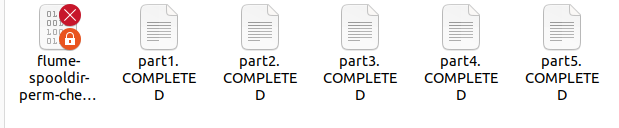 flume-
spooldir-
perm-che...
part1.
COMPLETE
D
part2.
COMPLETE
D
part3.
COMPLETE
D
part4.
COMPLETE
D
part5.
COMPLETE
D